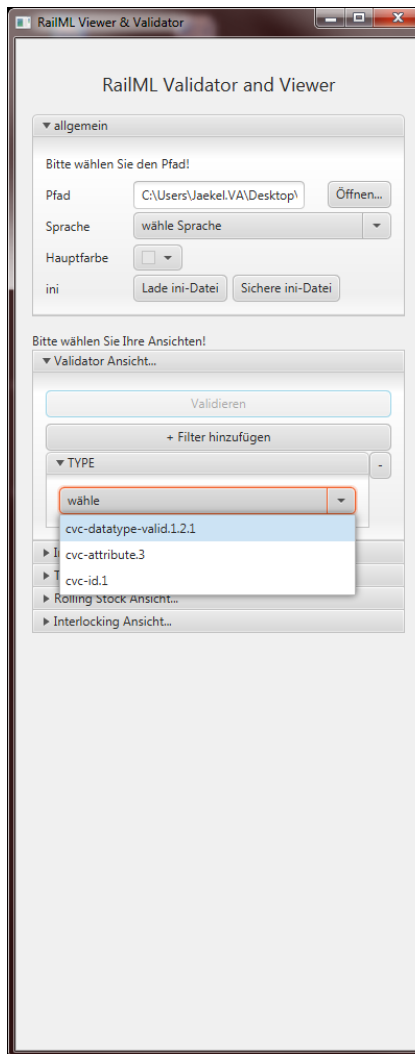 RailML Viewer & Validator
RailML Validator and Viewer
allgemein
Bitte wählen Sie den Pfad!
Pfad C:\Users\Jaekel.VA\Desktop\ Öffnen...
Sprache wähle Sprache
Hauptfarbe
ini Lade ini-Datei Sichere ini-Datei
Bitte wählen Sie Ihre Ansichten!
Validator Ansicht...
Validieren
+ Filter hinzufügen
TYPE -
wähle
cvc-datatype-valid.1.2.1
cvc-attribute.3
cvc-id.1
Rolling Stock Ansicht...
Interlocking Ansicht...